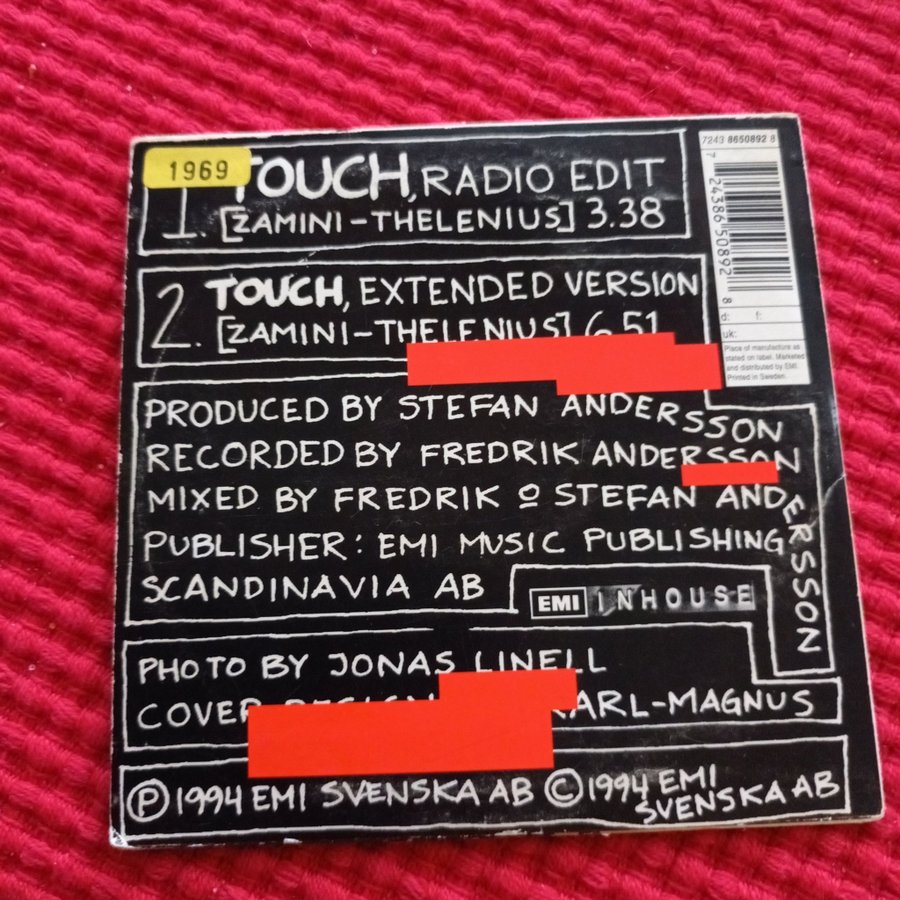 1969
1. TOUCH, RADIO EDIT
[ZAMINI-THELENIUS] 3.38
2. TOUCH, EXTENDED VERSION
[ZAMINI-THELENIUS] 6.51
PRODUCED BY STEFAN ANDERSSON
RECORDED BY FREDRIK ANDERSSON
MIXED BY FREDRIK O STEFAN ANDERSSON
PUBLISHER: EMI MUSIC PUBLISHING
SCANDINAVIA AB
EMI INHOUSE
PHOTO BY JONAS LINELL
COVER KARL-MAGNUS
Ⓟ 1994 EMI SVENSKA AB © 1994 EMI
SVENSKA AB
7243 8650892 8
7 24386 50892 8
d: f:
uk:
Place of manufacture as
stated on label. Marketed
and distributed by EMI.
Printed in Sweden.